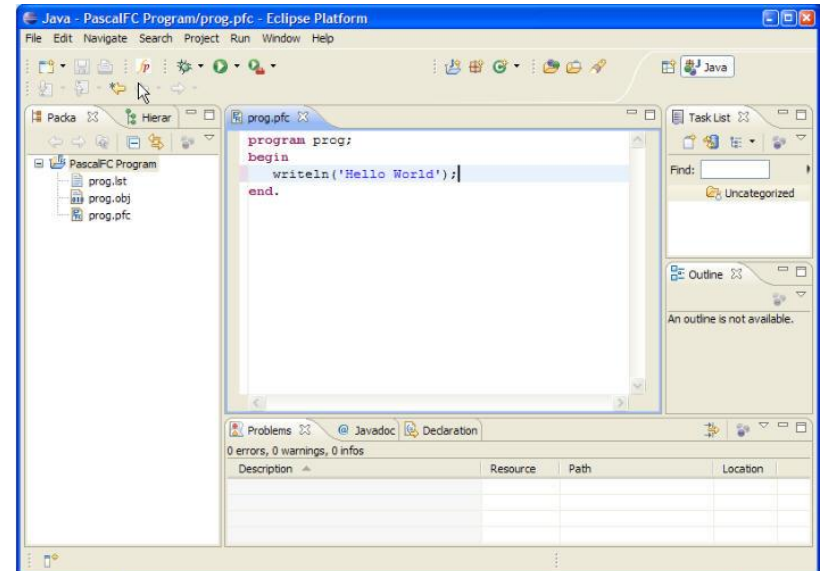 Java - PascalFC Program/prog.pfc - Eclipse Platform
File Edit Navigate Search Project Run Window Help
Java
Packa
Hierar
PascalFC Program
prog.lst
prog.obj
prog.pfc
prog.pfc
program prog;
begin
writeln('Hello World');
end.
Task List
Find:
Uncategorized
Outline
An outline is not available.
Problems @ Javadoc Declaration
0 errors, 0 warnings, 0 infos
Description Resource Path Location